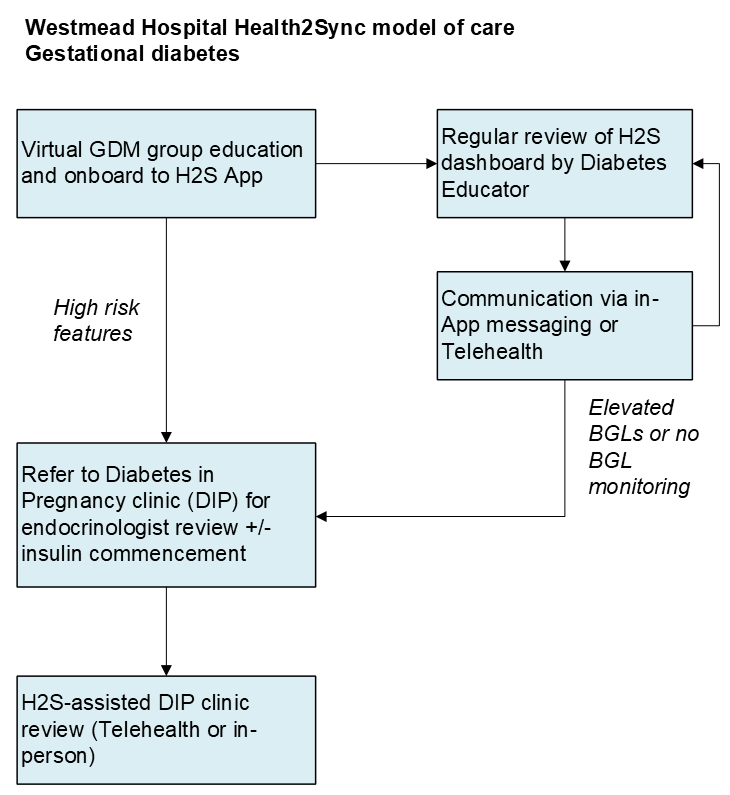 Westmead Hospital Health2Sync model of care
Gestational diabetes
Virtual GDM group education
and onboard to H2S App
Regular review of H2S
dashboard by Diabetes
Educator
High risk
features
Communication via in-
App messaging or
Telehealth
Elevated
BGLs or no
BGL
monitoring
Refer to Diabetes in
Pregnancy clinic (DIP) for
endocrinologist review +/-
insulin commencement
H2S-assisted DIP clinic
review (Telehealth or in-
person)